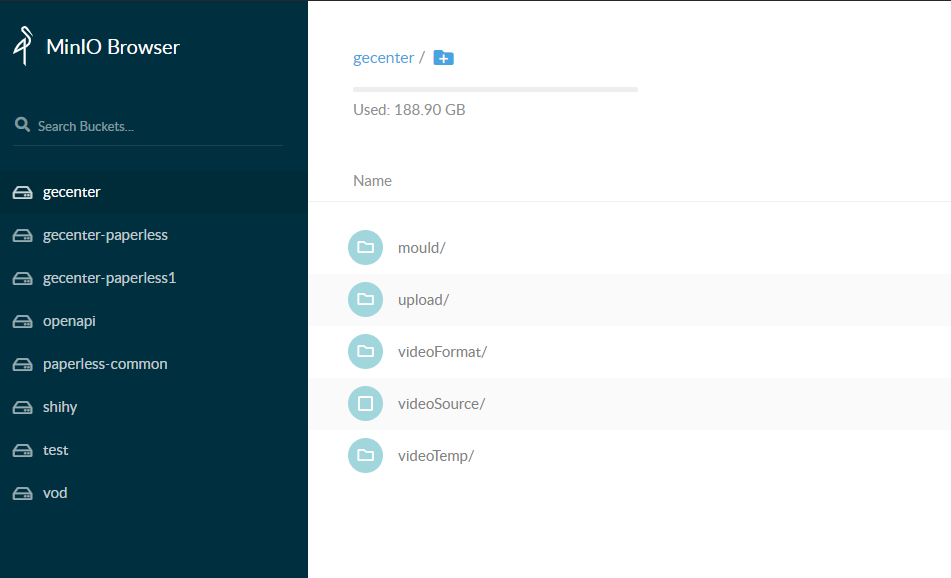 MinIO Browser
Search Buckets...
gecenter
gecenter-paperless
gecenter-paperless1
openapi
paperless-common
shihy
test
vod
gecenter /
Used: 188.90 GB
Name
mould/
upload/
videoFormat/
videoSource/
videoTemp/